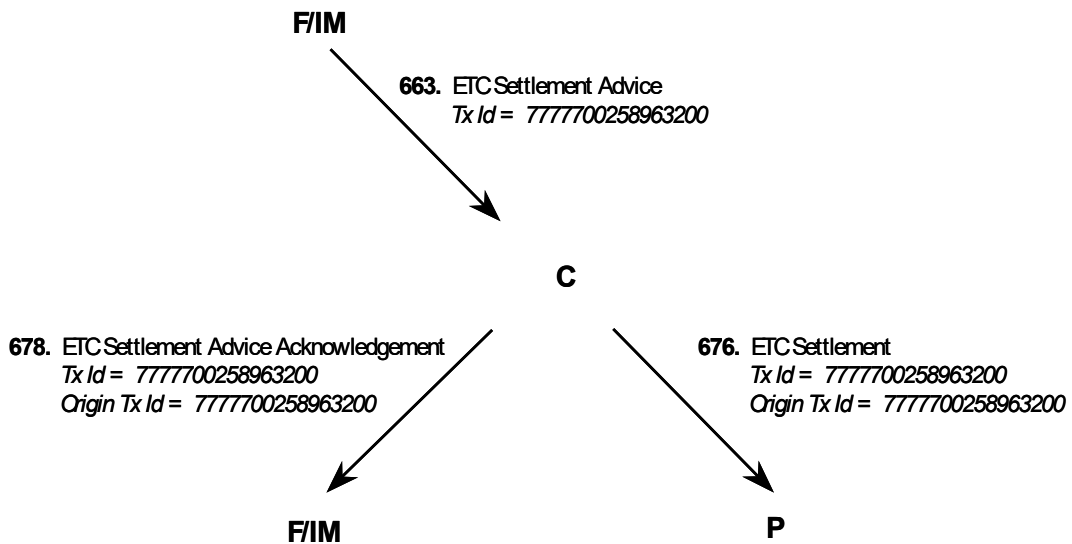 F/IM
663. ETC Settlement Advice
Tx Id = 7777700258963200
C
678. ETC Settlement Advice Acknowledgement
Tx Id = 7777700258963200
Origin Tx Id = 7777700258963200
676. ETC Settlement
Tx Id = 7777700258963200
Origin Tx Id = 7777700258963200
F/IM
P